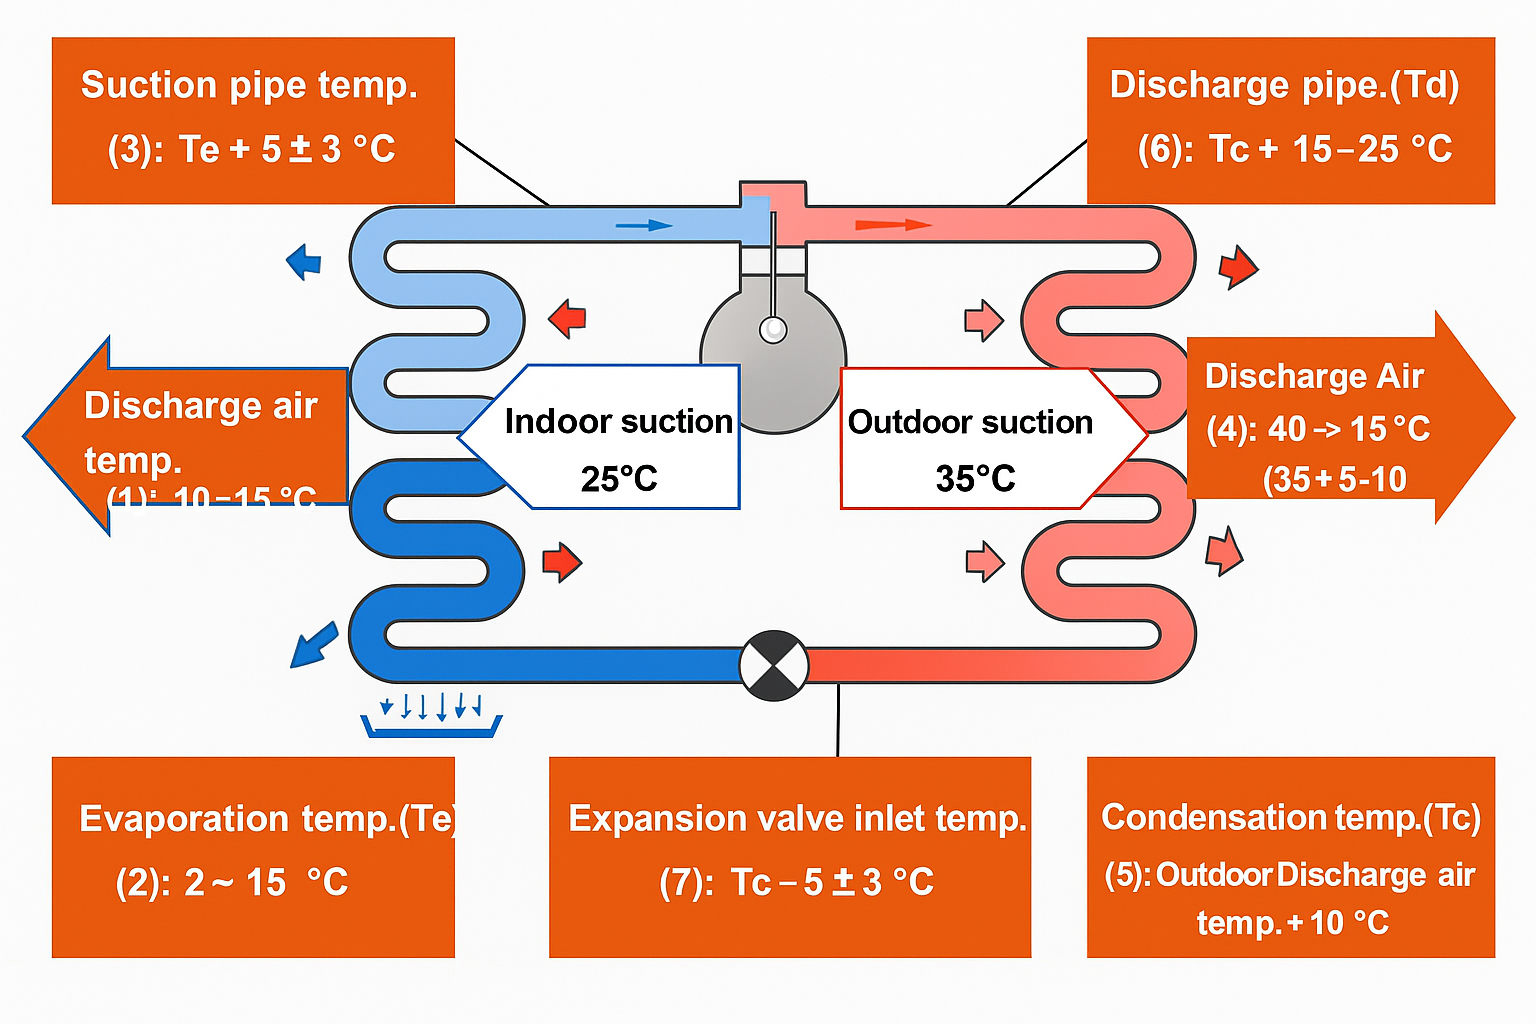 Suction pipe temp.
(3): Te + 5 ± 3 °C
Discharge pipe.(Td)
(6): Tc + 15–25 °C
Discharge air
temp.
(1): 10–15 °C
Indoor suction
25°C
Outdoor suction
35°C
Discharge Air
(4): 40 -> 15 °C
(35 + 5-10
Evaporation temp.(Te)
(2): 2 ~ 15 °C
Expansion valve inlet temp.
(7): Tc – 5 ± 3 °C
Condensation temp.(Tc)
(5): Outdoor Discharge air
temp. + 10 °C